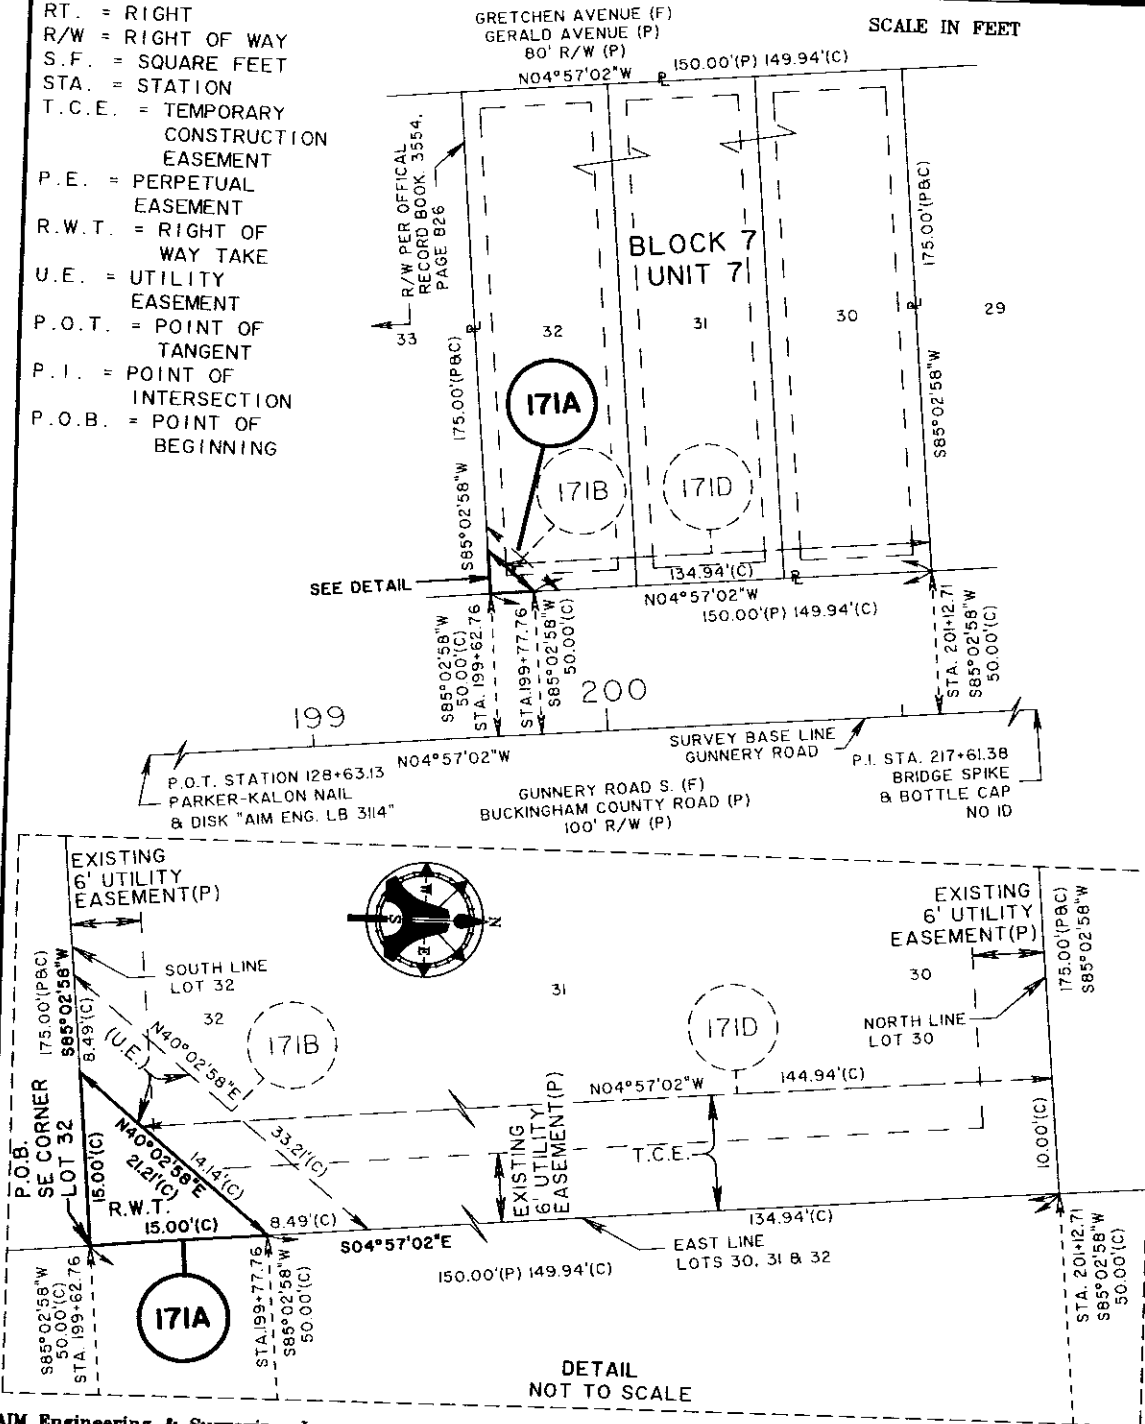 RT. = RIGHT
R/W = RIGHT OF WAY
S.F. = SQUARE FEET
STA. = STATION
T.C.E. = TEMPORARY
CONSTRUCTION
EASEMENT
P.E. = PERPETUAL
EASEMENT
R.W.T. = RIGHT OF
WAY TAKE
U.E. = UTILITY
EASEMENT
P.O.T. = POINT OF
TANGENT
P.I. = POINT OF
INTERSECTION
P.O.B. = POINT OF
BEGINNING
GRETCHEN AVENUE (F)
GERALD AVENUE (P)
80' R/W (P)
SCALE IN FEET
N04°57'02"W
150.00'(P) 149.94'(C)
R/W PER OFFICAL
RECORD BOOK 3554,
PAGE 826
175.00'(P&C)
S85°02'58"W
BLOCK 7
UNIT 7
33
32
31
30
29
175.00'(P&C)
S85°02'58"W
171A
171B
171D
SEE DETAIL
134.94'(C)
N04°57'02"W
150.00'(P) 149.94'(C)
S85°02'58"W
50.00'(C)
STA. 199+62.76
STA.199+77.76
S85°02'58"W
50.00'(C)
STA. 201+12.71
S85°02'58"W
50.00'(C)
199
200
N04°57'02"W
SURVEY BASE LINE
GUNNERY ROAD
P.O.T. STATION 128+63.13
PARKER-KALON NAIL
& DISK "AIM ENG. LB 3114"
GUNNERY ROAD S. (F)
BUCKINGHAM COUNTY ROAD (P)
100' R/W (P)
P.I. STA. 217+61.38
BRIDGE SPIKE
& BOTTLE CAP
NO ID
EXISTING
6' UTILITY
EASEMENT(P)
W
S
N
E
EXISTING
6' UTILITY
EASEMENT(P)
175.00'(P&C)
S85°02'58"W
175.00'(P&C)
S85°02'58"W
8.49'(C)
SOUTH LINE
LOT 32
32
31
30
(U.E.)
N40°02'58"E
171B
171D
NORTH LINE
LOT 30
N04°57'02"W
144.94'(C)
P.O.B.
SE CORNER
LOT 32
15.00'(C)
N40°02'58"E
21.21'(C)
14.14'(C)
33.21'(C)
EXISTING
6' UTILITY
EASEMENT(P)
T.C.E.
10.00'(C)
R.W.T.
15.00'(C)
8.49'(C)
S04°57'02"E
134.94'(C)
EAST LINE
LOTS 30, 31 & 32
150.00'(P) 149.94'(C)
S85°02'58"W
50.00'(C)
STA. 199+62.76
171A
STA.199+77.76
S85°02'58"W
50.00'(C)
STA. 201+12.71
S85°02'58"W
50.00'(C)
DETAIL
NOT TO SCALE
AIM Engineering & Surveying